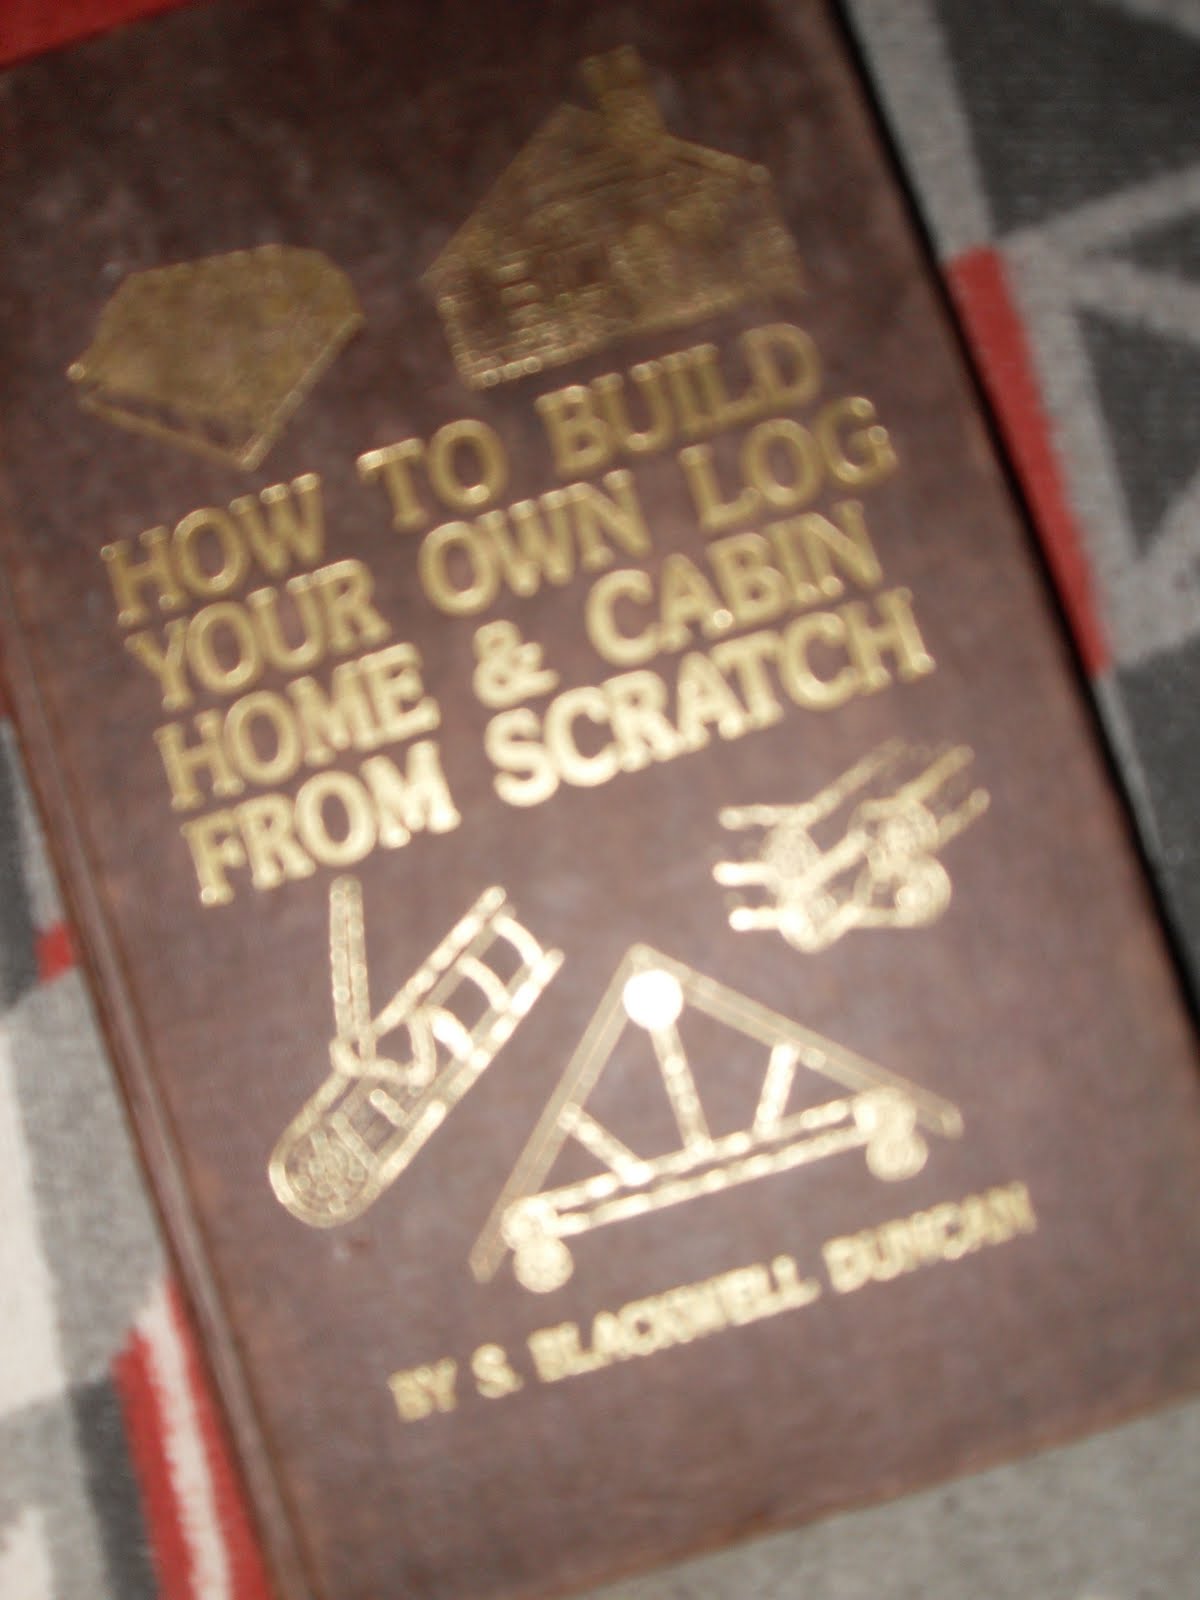 HOW TO BUILD
YOUR OWN LOG
HOME & CABIN
FROM SCRATCH
BY S. BLACKWELL DUNCAN